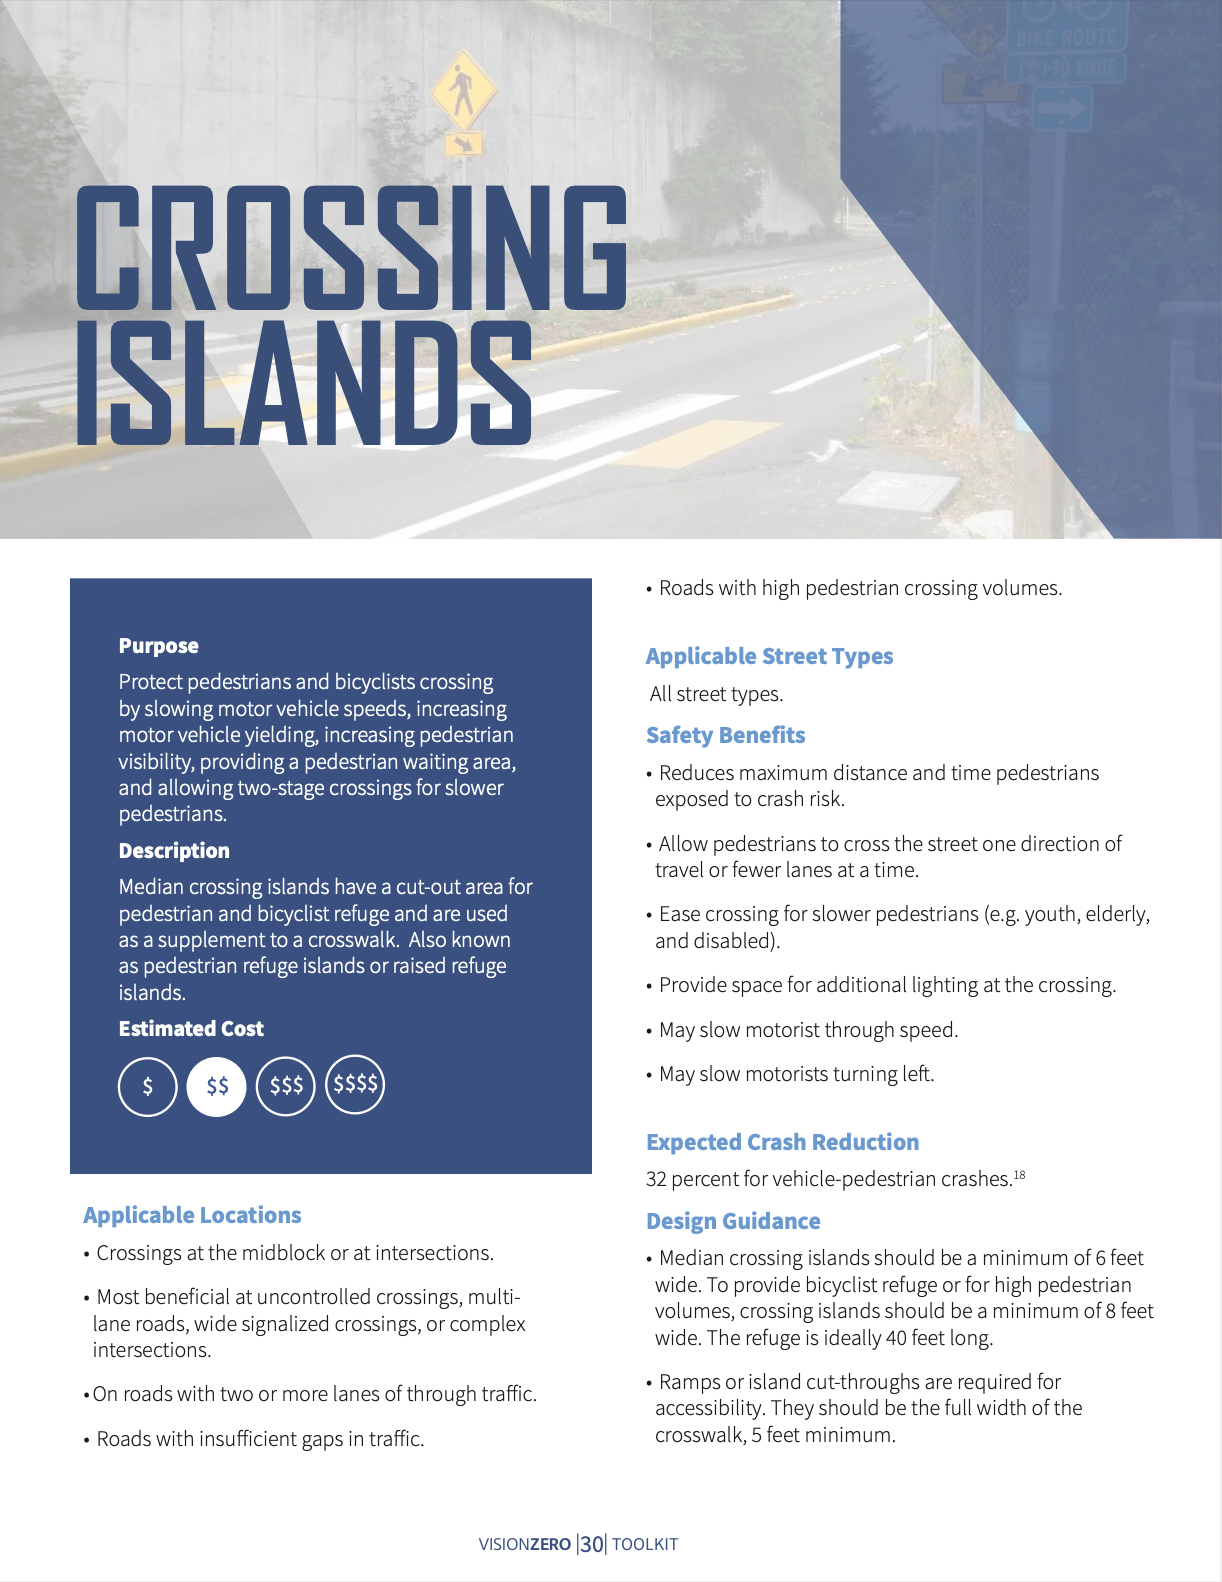 BIKE ROUTE
I-90 ROUTE
CROSSING
ISLANDS
Purpose
Protect pedestrians and bicyclists crossing
by slowing motor vehicle speeds, increasing
motor vehicle yielding, increasing pedestrian
visibility, providing a pedestrian waiting area,
and allowing two-stage crossings for slower
pedestrians.
Description
Median crossing islands have a cut-out area for
pedestrian and bicyclist refuge and are used
as a supplement to a crosswalk.  Also known
as pedestrian refuge islands or raised refuge
islands.
Estimated Cost
$ $$ $$$ $$$$
Applicable Locations
• Crossings at the midblock or at intersections.
• Most beneficial at uncontrolled crossings, multi-
lane roads, wide signalized crossings, or complex
intersections.
• On roads with two or more lanes of through traffic.
• Roads with insufficient gaps in traffic.
• Roads with high pedestrian crossing volumes.
Applicable Street Types
All street types.
Safety Benefits
• Reduces maximum distance and time pedestrians
exposed to crash risk.
• Allow pedestrians to cross the street one direction of
travel or fewer lanes at a time.
• Ease crossing for slower pedestrians (e.g. youth, elderly,
and disabled).
• Provide space for additional lighting at the crossing.
• May slow motorist through speed.
• May slow motorists turning left.
Expected Crash Reduction
32 percent for vehicle-pedestrian crashes.18
Design Guidance
• Median crossing islands should be a minimum of 6 feet
wide. To provide bicyclist refuge or for high pedestrian
volumes, crossing islands should be a minimum of 8 feet
wide. The refuge is ideally 40 feet long.
• Ramps or island cut-throughs are required for
accessibility. They should be the full width of the
crosswalk, 5 feet minimum.
VISIONZERO |30| TOOLKIT